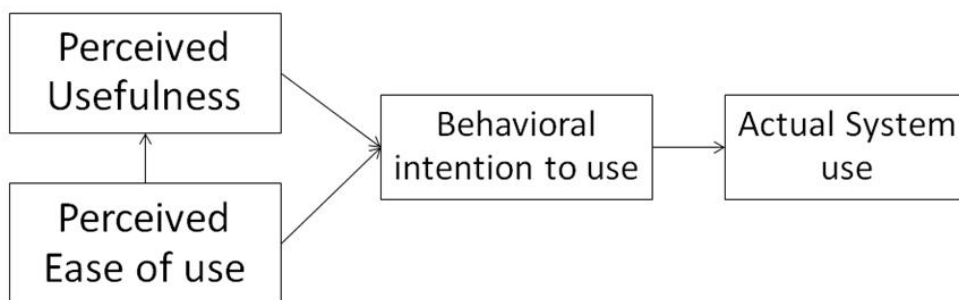 Perceived
Usefulness
Behavioral
intention to use
Actual System
use
Perceived
Ease of use